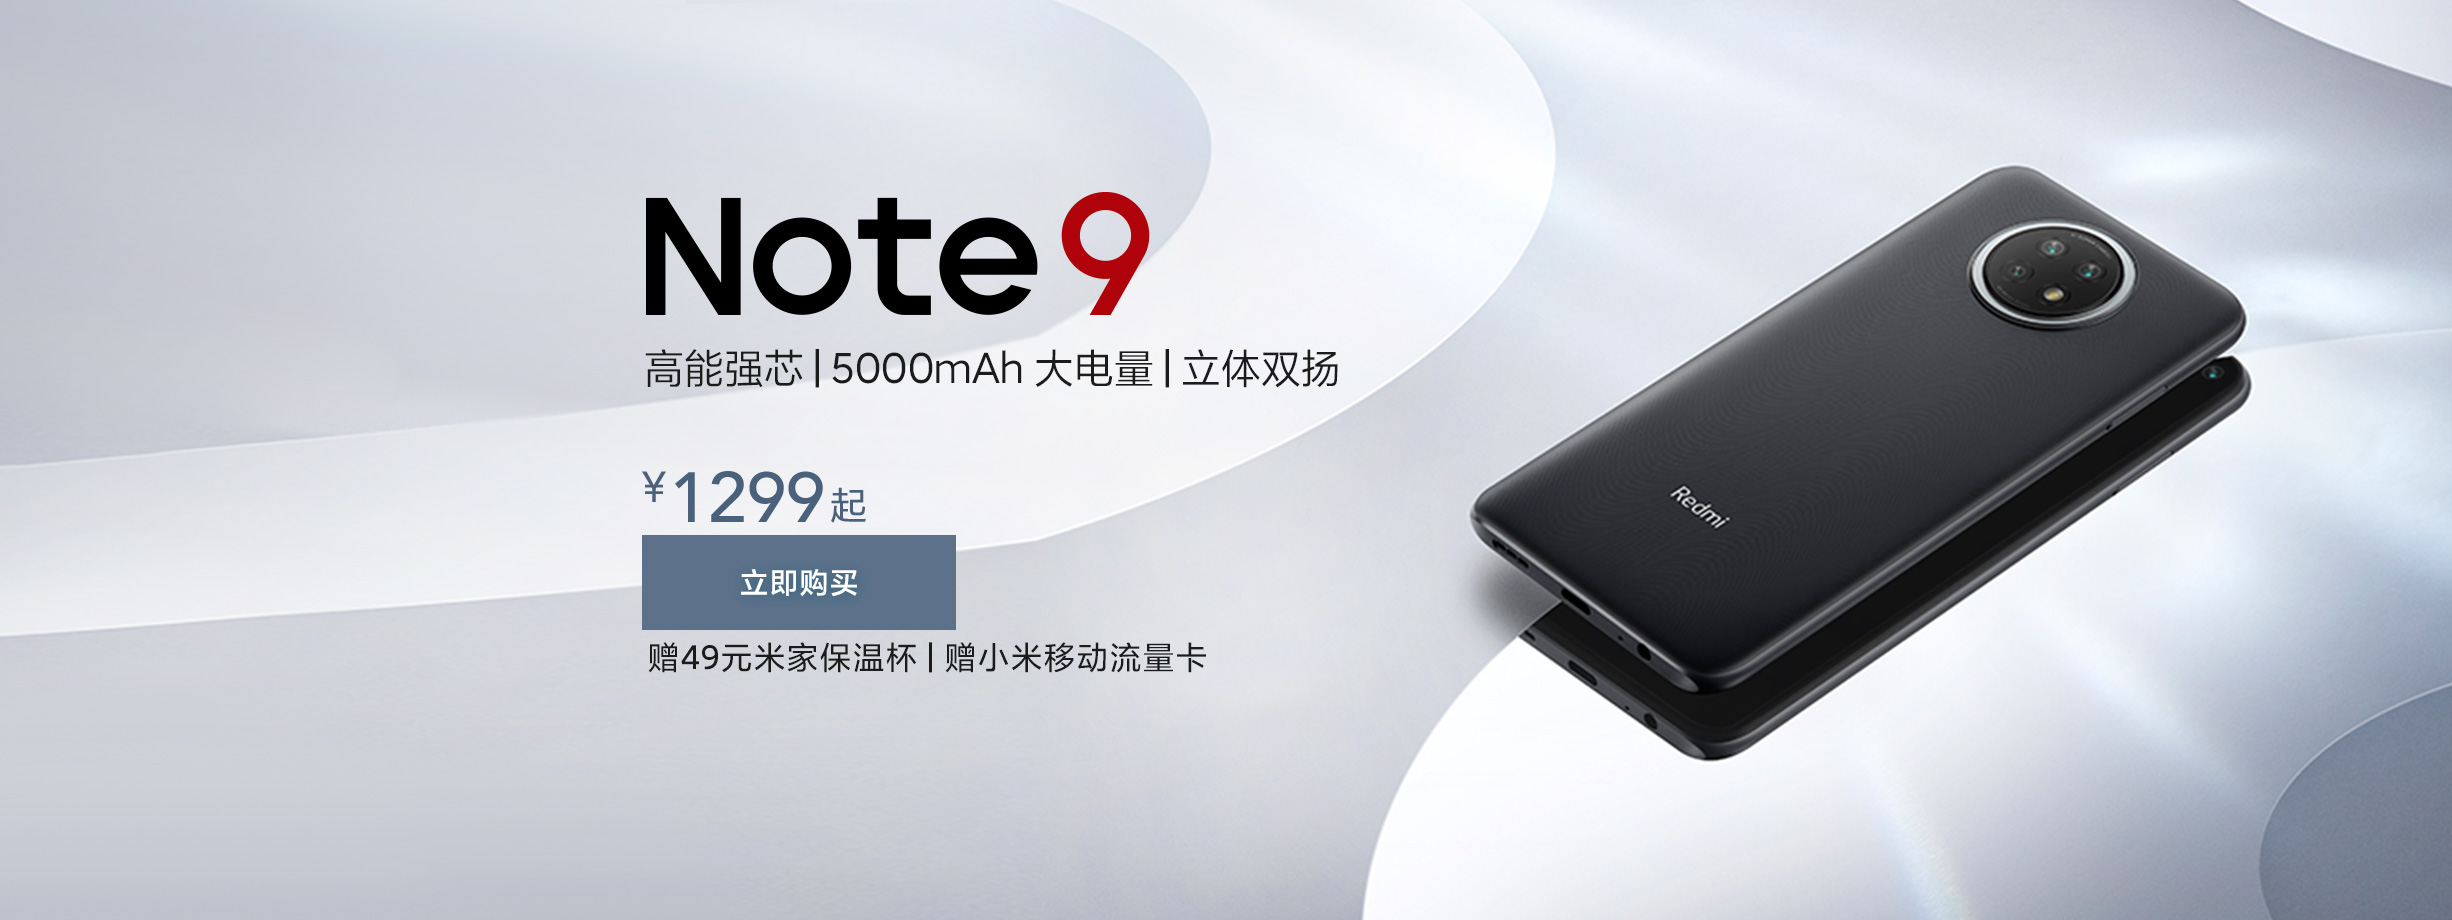 Note 9
高能强芯 | 5000mAh 大电量 | 立体双扬
¥1299起
立即购买
赠49元米家保温杯 | 赠小米移动流量卡
Redmi